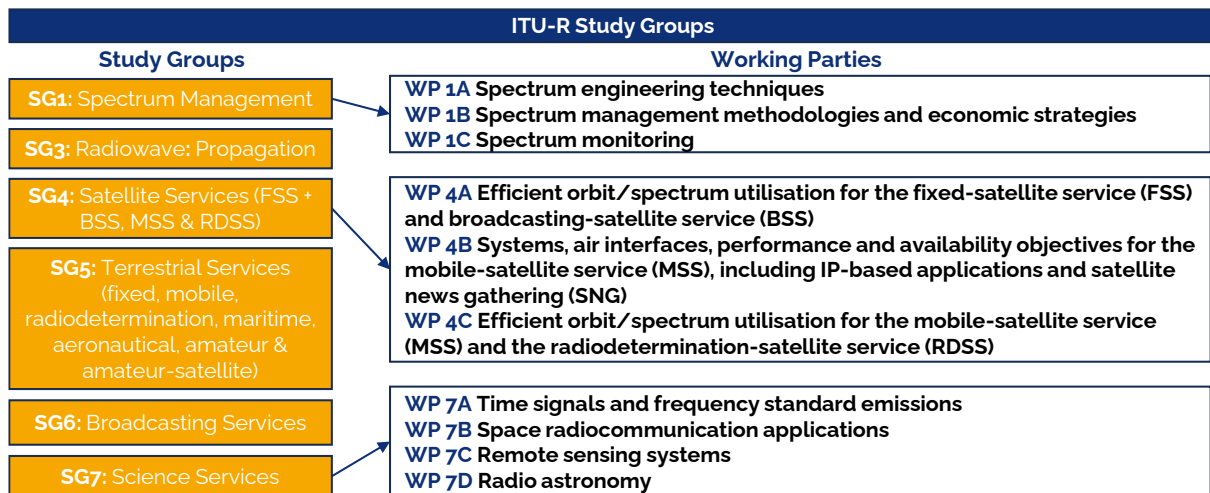 ITU-R Study Groups
Study Groups
SG1: Spectrum Management
SG3: Radiowave: Propagation
SG4: Satellite Services (FSS +
BSS, MSS & RDSS)
SG5: Terrestrial Services
(fixed, mobile,
radiodetermination, maritime,
aeronautical, amateur &
amateur-satellite)
SG6: Broadcasting Services
SG7: Science Services
Working Parties
WP 1A Spectrum engineering techniques
WP 1B Spectrum management methodologies and economic strategies
WP 1C Spectrum monitoring
WP 4A Efficient orbit/spectrum utilisation for the fixed-satellite service (FSS)
and broadcasting-satellite service (BSS)
WP 4B Systems, air interfaces, performance and availability objectives for the
mobile-satellite service (MSS), including IP-based applications and satellite
news gathering (SNG)
WP 4C Efficient orbit/spectrum utilisation for the mobile-satellite service
(MSS) and the radiodetermination-satellite service (RDSS)
WP 7A Time signals and frequency standard emissions
WP 7B Space radiocommunication applications
WP 7C Remote sensing systems
WP 7D Radio astronomy